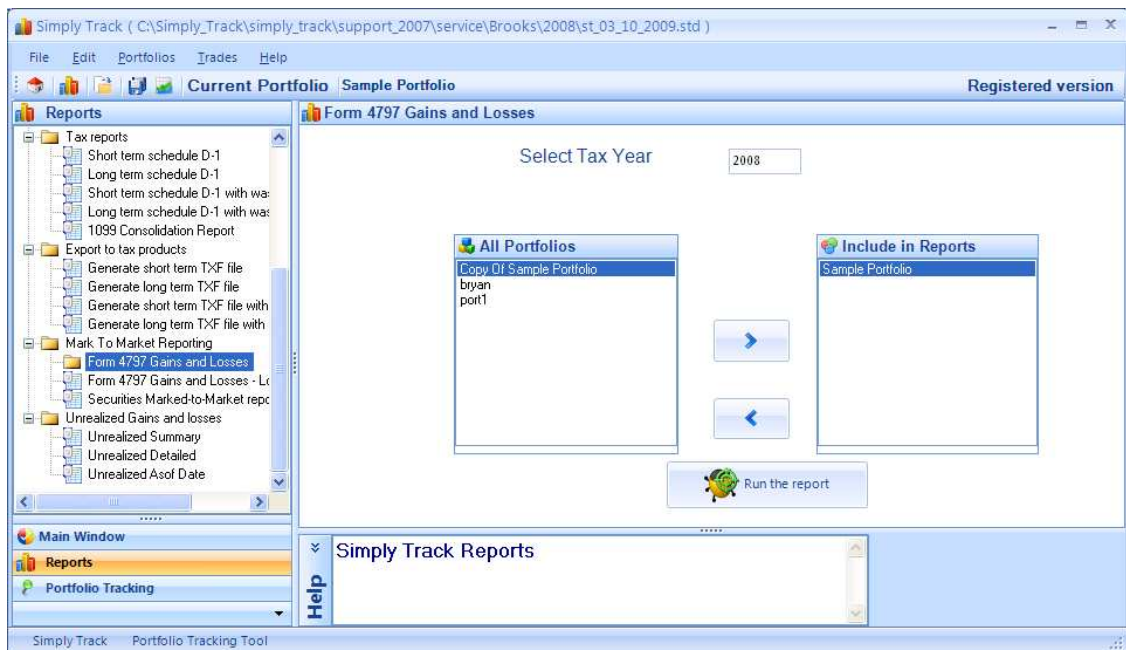 Simply Track ( C:\Simply_Track\simply_track\support_2007\service\Brooks\2008\st_03_10_2009.std )
File Edit Portfolios Trades Help
Current Portfolio Sample Portfolio Registered version
Reports
Tax reports
Short term schedule D-1
Long term schedule D-1
Short term schedule D-1 with wa
Long term schedule D-1 with was
1099 Consolidation Report
Export to tax products
Generate short term TXF file
Generate long term TXF file
Generate short term TXF file with
Generate long term TXF file with
Mark To Market Reporting
Form 4797 Gains and Losses
Form 4797 Gains and Losses - Lo
Securities Marked-to-Market repo
Unrealized Gains and losses
Unrealized Summary
Unrealized Detailed
Unrealized Asof Date
Main Window
Reports
Portfolio Tracking
Form 4797 Gains and Losses
Select Tax Year 2008
All Portfolios
Copy Of Sample Portfolio
bryan
port1
Include in Reports
Sample Portfolio
Run the report
Help
Simply Track Reports
Simply Track Portfolio Tracking Tool